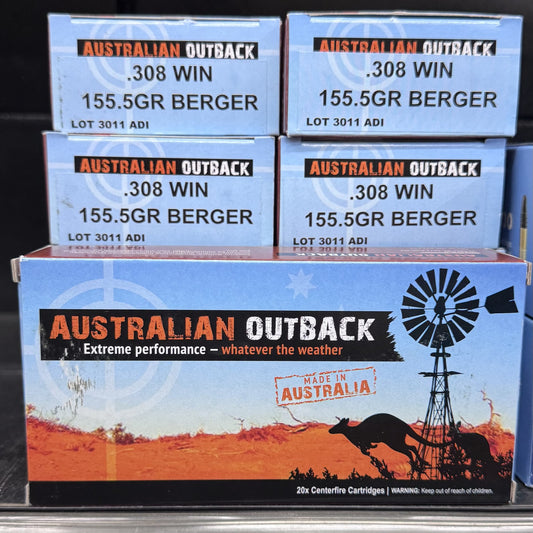 AUSTRALIAN OUTBACK
.308 WIN
155.5GR BERGER
LOT 3011 ADI
AUSTRALIAN OUTBACK
.308 WIN
155.5GR BERGER
LOT 3011 ADI
AUSTRALIAN OUTBACK
.308 WIN
155.5GR BERGER
LOT 3011 ADI
AUSTRALIAN OUTBACK
.308 WIN
155.5GR BERGER
LOT 3011 ADI
AUSTRALIAN OUTBACK
Extreme performance – whatever the weather
MADE IN
AUSTRALIA
20x Centerfire Cartridges | WARNING: Keep out of reach of children.